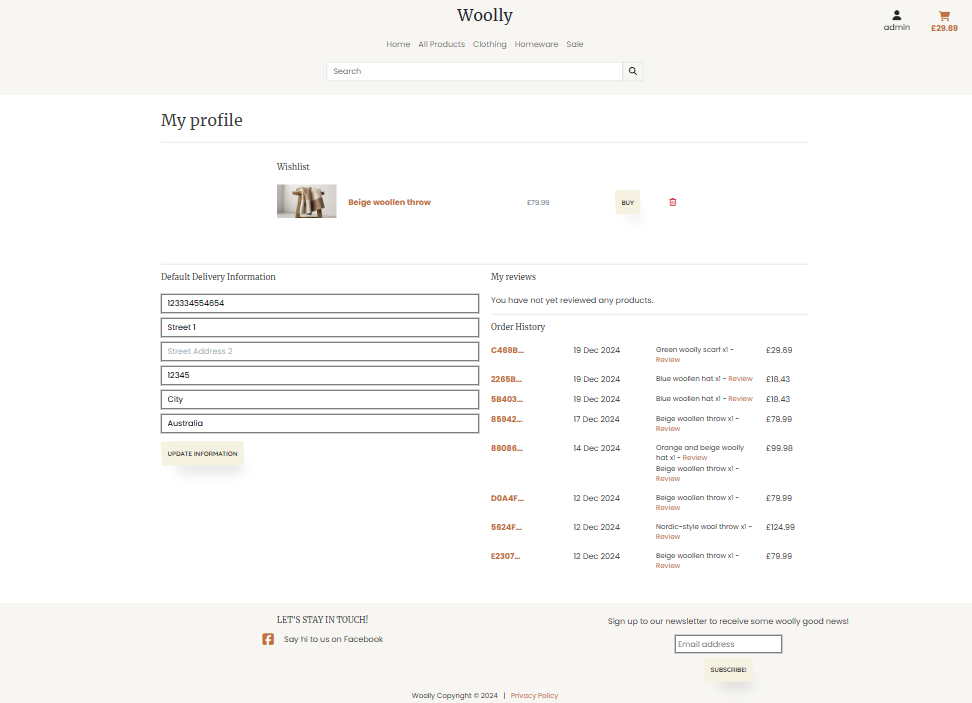 Woolly
admin
£29.69
Home All Products Clothing Homeware Sale
Search
My profile
Wishlist
Beige woollen throw £79.99 BUY
Default Delivery Information
123334554654
Street 1
Street Address 2
12345
City
Australia
UPDATE INFORMATION
My reviews
You have not yet reviewed any products.
Order History
C469B... 19 Dec 2024 Green woolly scarf x1 - £29.69
Review
2265B... 19 Dec 2024 Blue woollen hat x1 - Review £18.43
5B403... 19 Dec 2024 Blue woollen hat x1 - Review £18.43
85942... 17 Dec 2024 Beige woollen throw x1 - £79.99
Review
88086... 14 Dec 2024 Orange and beige woolly £99.98
hat x1 - Review
Beige woollen throw x1 -
Review
D0A4F... 12 Dec 2024 Beige woollen throw x1 - £79.99
Review
5624F... 12 Dec 2024 Nordic-style wool throw x1 - £124.99
Review
E2307... 12 Dec 2024 Beige woollen throw x1 - £79.99
Review
LET'S STAY IN TOUCH!
Say hi to us on Facebook
Sign up to our newsletter to receive some woolly good news!
Email address
SUBSCRIBE!
Woolly Copyright © 2024 | Privacy Policy